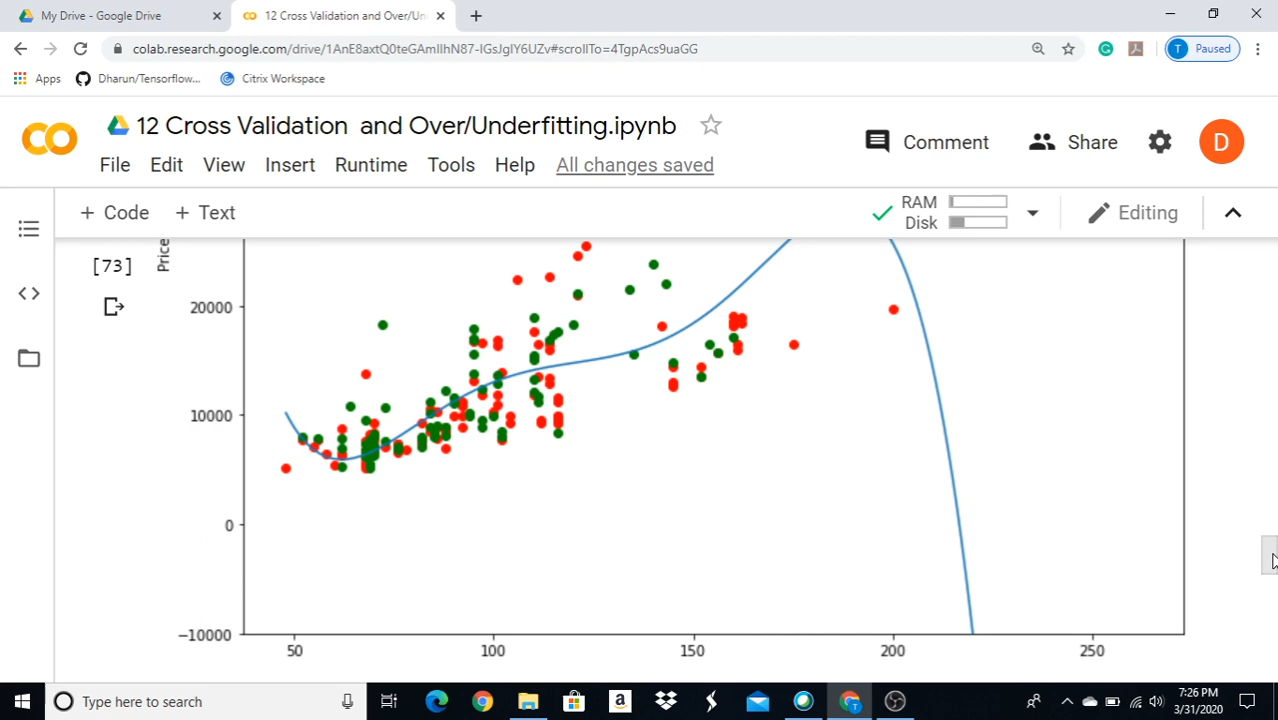 My Drive - Google Drive
12 Cross Validation and Over/Un
colab.research.google.com/drive/1AnE8axtQ0teGAmIlhN87-IGsJgIY6UZv#scrollTo=4TgpAcs9uaGG
Paused
Apps
Dharun/Tensorflow...
Citrix Workspace
12 Cross Validation and Over/Underfitting.ipynb
Comment
Share
D
File Edit View Insert Runtime Tools Help All changes saved
+ Code + Text
RAM
Disk
Editing
[73]
Price
20000
10000
0
−10000
50 100 150 200 250
Type here to search
7:26 PM
3/31/2020
T
T
a